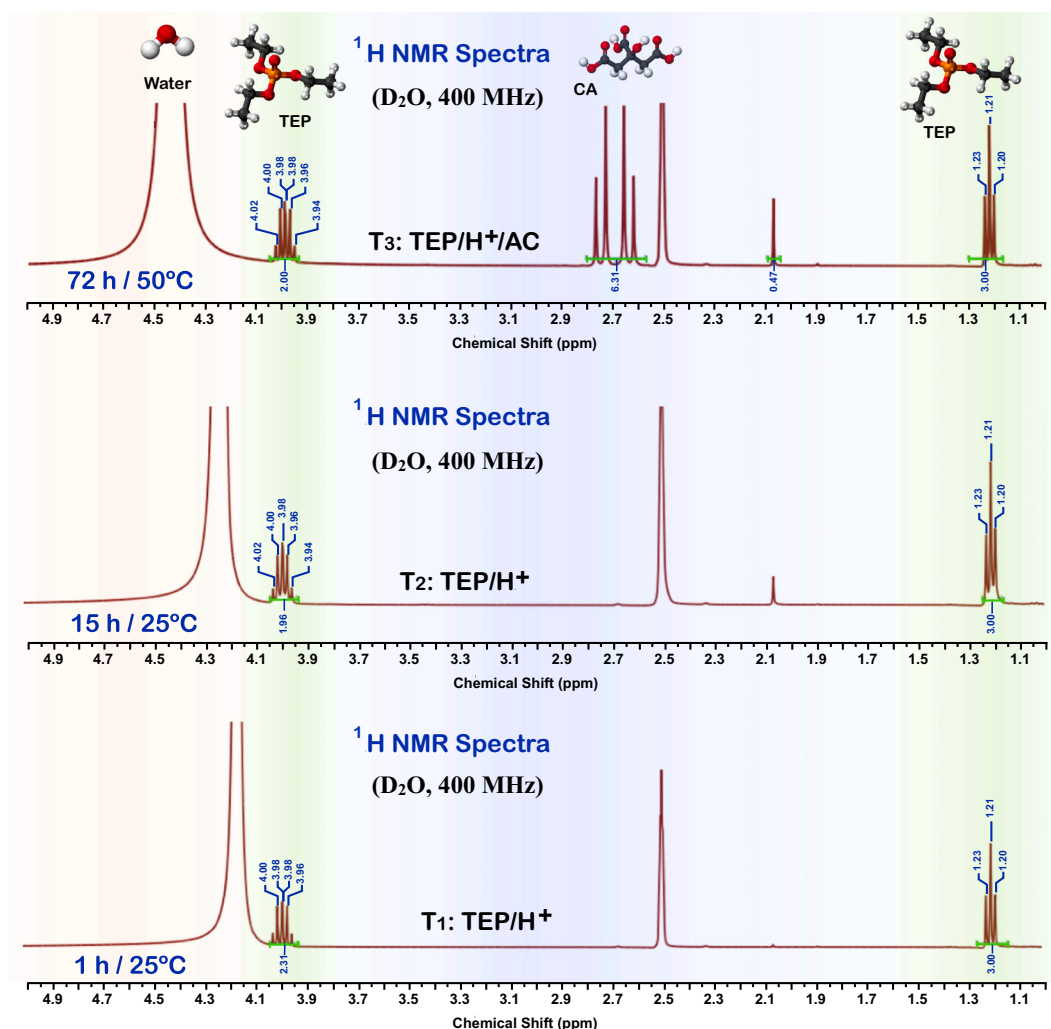 ¹H NMR Spectra
(D₂O, 400 MHz)
Water
TEP
CA
TEP
4.02
4.00
3.98
3.98
3.96
3.94
1.23
1.21
1.20
T3: TEP/H⁺/AC
72 h / 50ºC
2.00
6.31
0.47
3.00
4.9 4.7 4.5 4.3 4.1 3.9 3.7 3.5 3.3 3.1 2.9 2.7 2.5 2.3 2.1 1.9 1.7 1.5 1.3 1.1
Chemical Shift (ppm)
¹H NMR Spectra
(D₂O, 400 MHz)
4.02
4.00
3.98
3.96
3.94
1.23
1.21
1.20
T2: TEP/H⁺
15 h / 25ºC
1.96
3.00
4.9 4.7 4.5 4.3 4.1 3.9 3.7 3.5 3.3 3.1 2.9 2.7 2.5 2.3 2.1 1.9 1.7 1.5 1.3 1.1
Chemical Shift (ppm)
¹H NMR Spectra
(D₂O, 400 MHz)
4.00
3.98
3.98
3.96
1.23
1.21
1.20
T1: TEP/H⁺
1 h / 25ºC
2.31
3.00
4.9 4.7 4.5 4.3 4.1 3.9 3.7 3.5 3.3 3.1 2.9 2.7 2.5 2.3 2.1 1.9 1.7 1.5 1.3 1.1
Chemical Shift (ppm)